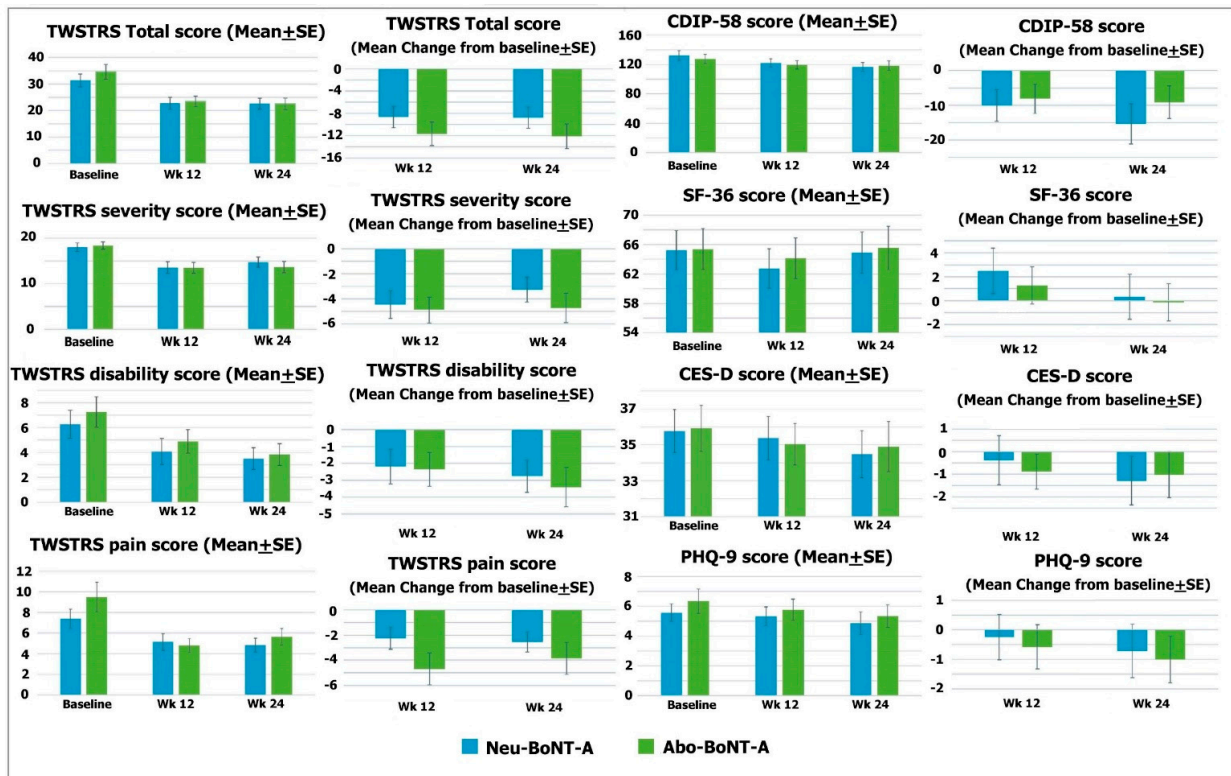 TWSTRS Total score (Mean±SE)
40
30
20
10
0
Baseline
Wk 12
Wk 24
TWSTRS Total score
(Mean Change from baseline±SE)
0
-4
-8
-12
-16
Wk 12
Wk 24
CDIP-58 score (Mean±SE)
160
120
80
40
0
Baseline
Wk 12
Wk 24
CDIP-58 score
(Mean Change from baseline±SE)
0
-10
-20
Wk 12
Wk 24
TWSTRS severity score (Mean±SE)
20
10
0
Baseline
Wk 12
Wk 24
TWSTRS severity score
(Mean Change from baseline±SE)
0
-2
-4
-6
Wk 12
Wk 24
SF-36 score (Mean±SE)
70
66
62
58
54
Baseline
Wk 12
Wk 24
SF-36 score
(Mean Change from baseline±SE)
4
2
0
-2
Wk 12
Wk 24
TWSTRS disability score (Mean±SE)
8
6
4
2
0
Baseline
Wk 12
Wk 24
TWSTRS disability score
(Mean Change from baseline±SE)
0
-1
-2
-3
-4
-5
Wk 12
Wk 24
CES-D score (Mean±SE)
37
35
33
31
Baseline
Wk 12
Wk 24
CES-D score
(Mean Change from baseline±SE)
1
0
-1
-2
Wk 12
Wk 24
TWSTRS pain score (Mean±SE)
12
10
8
6
4
2
0
Baseline
Wk 12
Wk 24
TWSTRS pain score
(Mean Change from baseline±SE)
0
-2
-4
-6
Wk 12
Wk 24
PHQ-9 score (Mean±SE)
8
6
4
2
0
Baseline
Wk 12
Wk 24
PHQ-9 score
(Mean Change from baseline±SE)
1
0
-1
-2
Wk 12
Wk 24
Neu-BoNT-A
Abo-BoNT-A